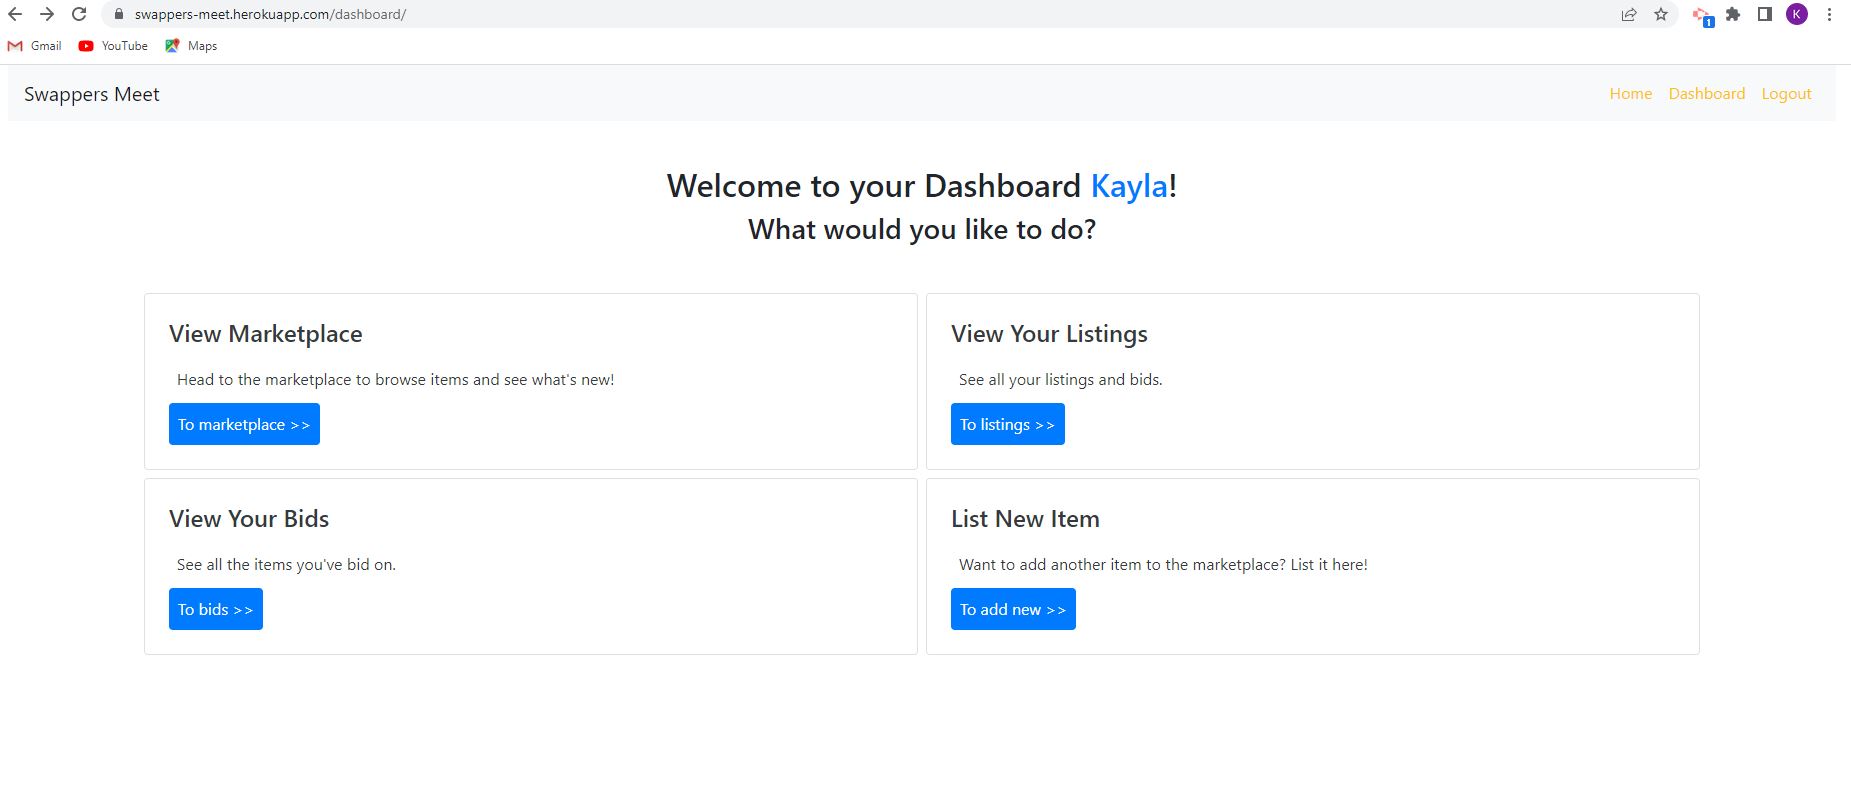 swappers-meet.herokuapp.com/dashboard/
1
K
Gmail YouTube Maps
Swappers Meet
Home Dashboard Logout
Welcome to your Dashboard Kayla!
What would you like to do?
View Marketplace
Head to the marketplace to browse items and see what's new!
To marketplace >>
View Your Listings
See all your listings and bids.
To listings >>
View Your Bids
See all the items you've bid on.
To bids >>
List New Item
Want to add another item to the marketplace? List it here!
To add new >>